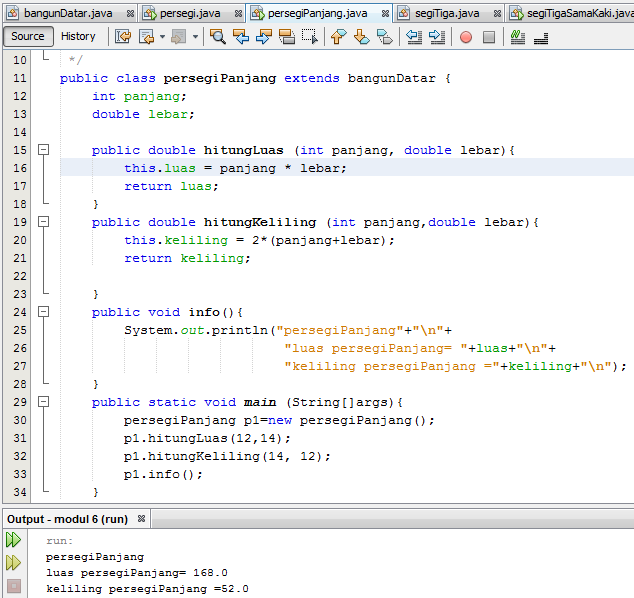 bangunDatar.java persegi.java persegiPanjang.java segiTiga.java segiTigaSamaKaki.java
Source History
10 */
11 public class persegiPanjang extends bangunDatar {
12 int panjang;
13 double lebar;
14
15 public double hitungLuas (int panjang, double lebar){
16 this.luas = panjang * lebar;
17 return luas;
18 }
19 public double hitungKeliling (int panjang,double lebar){
20 this.keliling = 2*(panjang+lebar);
21 return keliling;
22
23 }
24 public void info(){
25 System.out.println("persegiPanjang"+"\n"+
26 "luas persegiPanjang= "+luas+"\n"+
27 "keliling persegiPanjang ="+keliling+"\n");
28 }
29 public static void main (String[]args){
30 persegiPanjang p1=new persegiPanjang();
31 p1.hitungLuas(12,14);
32 p1.hitungKeliling(14, 12);
33 p1.info();
34 }
Output - modul 6 (run)
run:
persegiPanjang
luas persegiPanjang= 168.0
keliling persegiPanjang =52.0